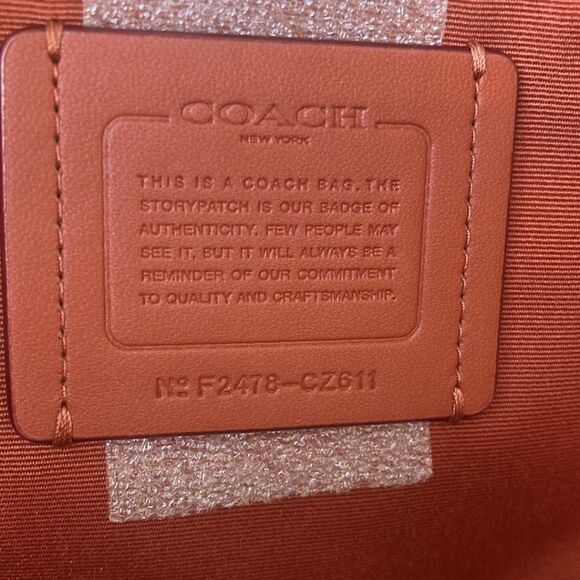 COACH
NEW YORK
THIS IS A COACH BAG. THE
STORYPATCH IS OUR BADGE OF
AUTHENTICITY. FEW PEOPLE MAY
SEE IT, BUT IT WILL ALWAYS BE A
REMINDER OF OUR COMMITMENT
TO QUALITY AND CRAFTSMANSHIP.
Nº F2478-CZ611